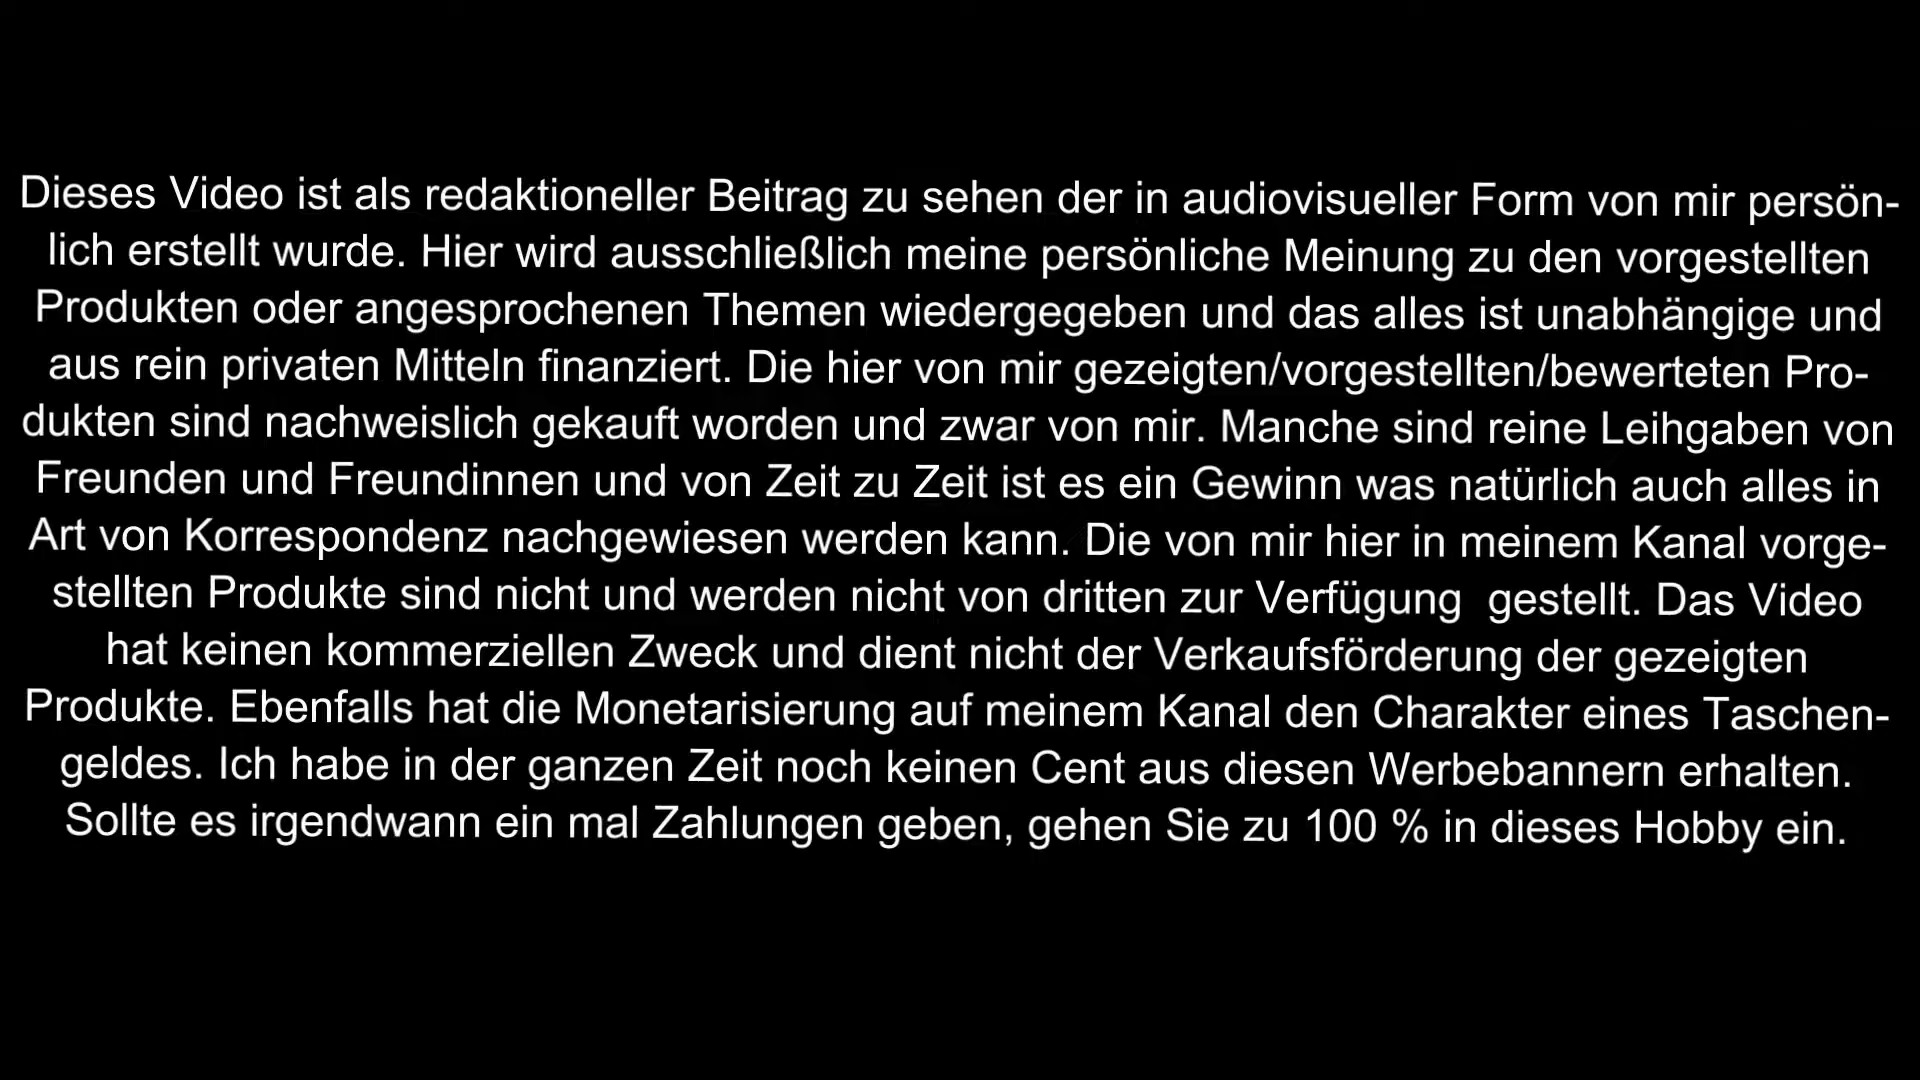 Dieses Video ist als redaktioneller Beitrag zu sehen der in audiovisueller Form von mir persön-
lich erstellt wurde. Hier wird ausschließlich meine persönliche Meinung zu den vorgestellten
Produkten oder angesprochenen Themen wiedergegeben und das alles ist unabhängige und
aus rein privaten Mitteln finanziert. Die hier von mir gezeigten/vorgestellten/bewerteten Pro-
dukten sind nachweislich gekauft worden und zwar von mir. Manche sind reine Leihgaben von
Freunden und Freundinnen und von Zeit zu Zeit ist es ein Gewinn was natürlich auch alles in
Art von Korrespondenz nachgewiesen werden kann. Die von mir hier in meinem Kanal vorge-
stellten Produkte sind nicht und werden nicht von dritten zur Verfügung  gestellt. Das Video
hat keinen kommerziellen Zweck und dient nicht der Verkaufsförderung der gezeigten
Produkte. Ebenfalls hat die Monetarisierung auf meinem Kanal den Charakter eines Taschen-
geldes. Ich habe in der ganzen Zeit noch keinen Cent aus diesen Werbebannern erhalten.
Sollte es irgendwann ein mal Zahlungen geben, gehen Sie zu 100 % in dieses Hobby ein.